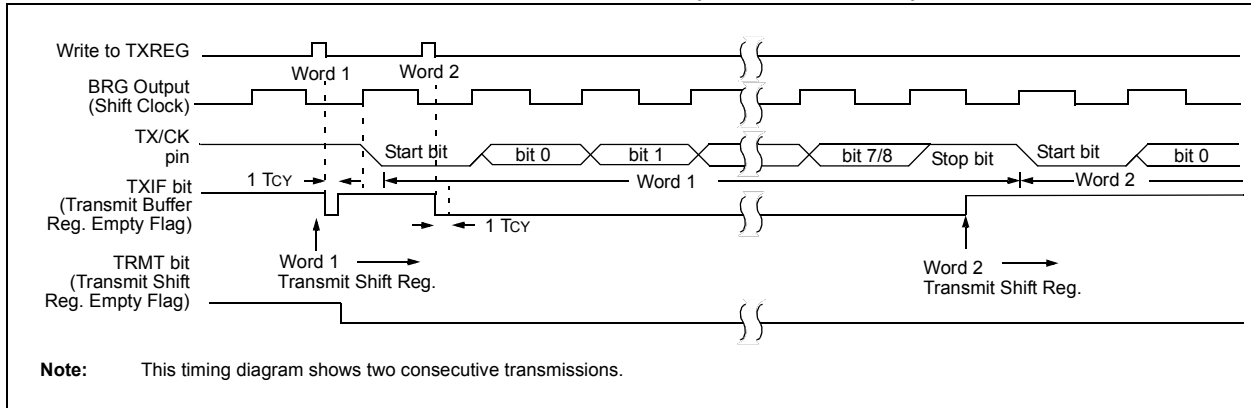 Write to TXREG
Word 1
Word 2
BRG Output
(Shift Clock)
TX/CK
pin
Start bit
bit 0
bit 1
bit 7/8
Stop bit
Start bit
bit 0
1 TCY
Word 1
Word 2
TXIF bit
(Transmit Buffer
Reg. Empty Flag)
1 TCY
Word 1
Transmit Shift Reg.
Word 2
Transmit Shift Reg.
TRMT bit
(Transmit Shift
Reg. Empty Flag)
Note: This timing diagram shows two consecutive transmissions.